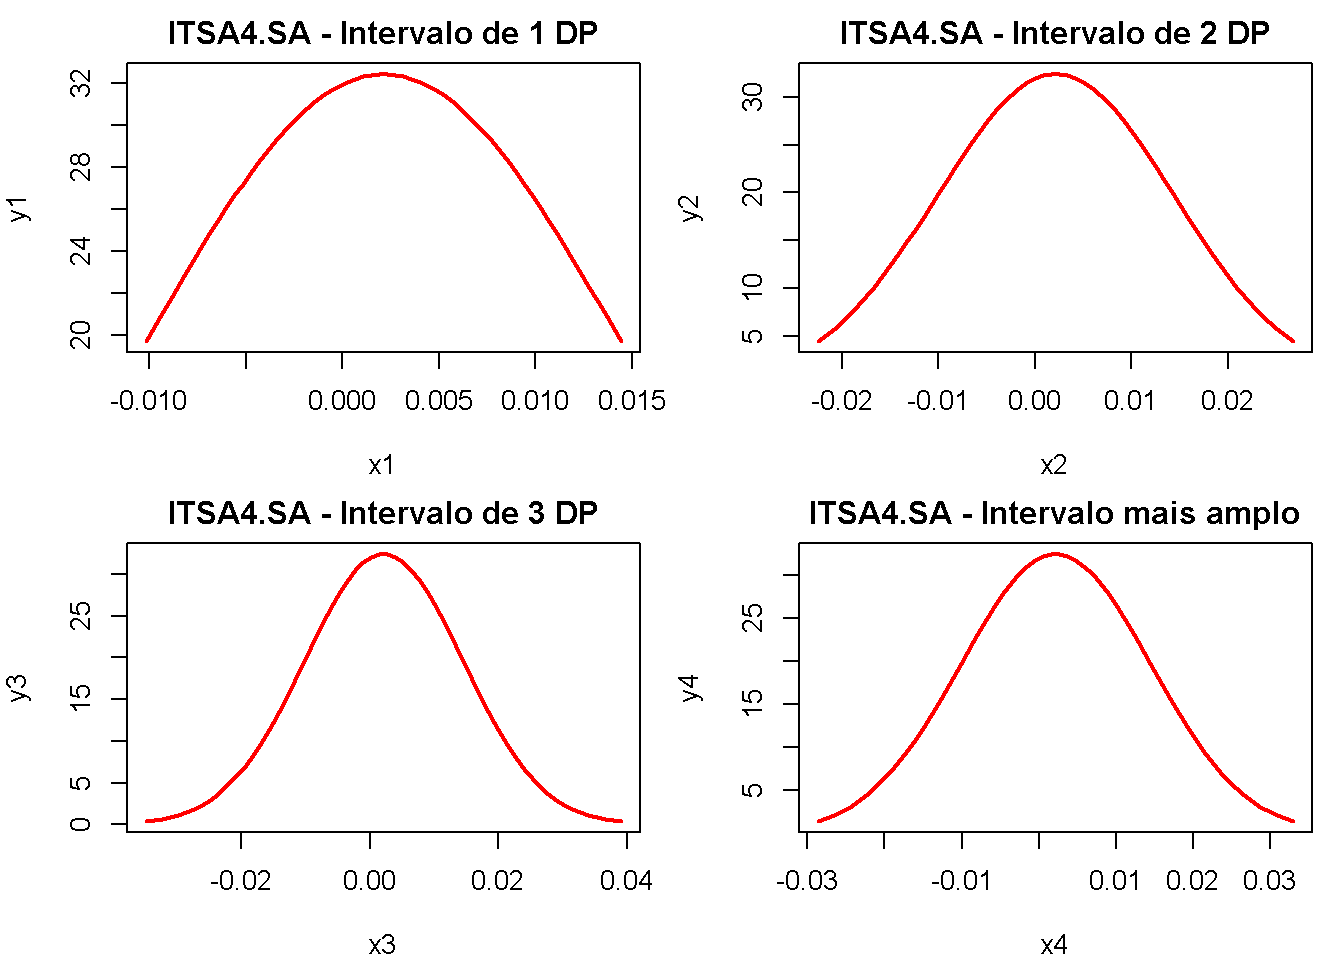 ITSA4.SA - Intervalo de 1 DP
y1
32
28
24
20
-0.010 0.000 0.005 0.010 0.015
x1
ITSA4.SA - Intervalo de 2 DP
y2
30
20
10
5
-0.02 -0.01 0.00 0.01 0.02
x2
ITSA4.SA - Intervalo de 3 DP
y3
25
15
5
0
-0.02 0.00 0.02 0.04
x3
ITSA4.SA - Intervalo mais amplo
y4
25
15
5
-0.03 -0.01 0.01 0.02 0.03
x4